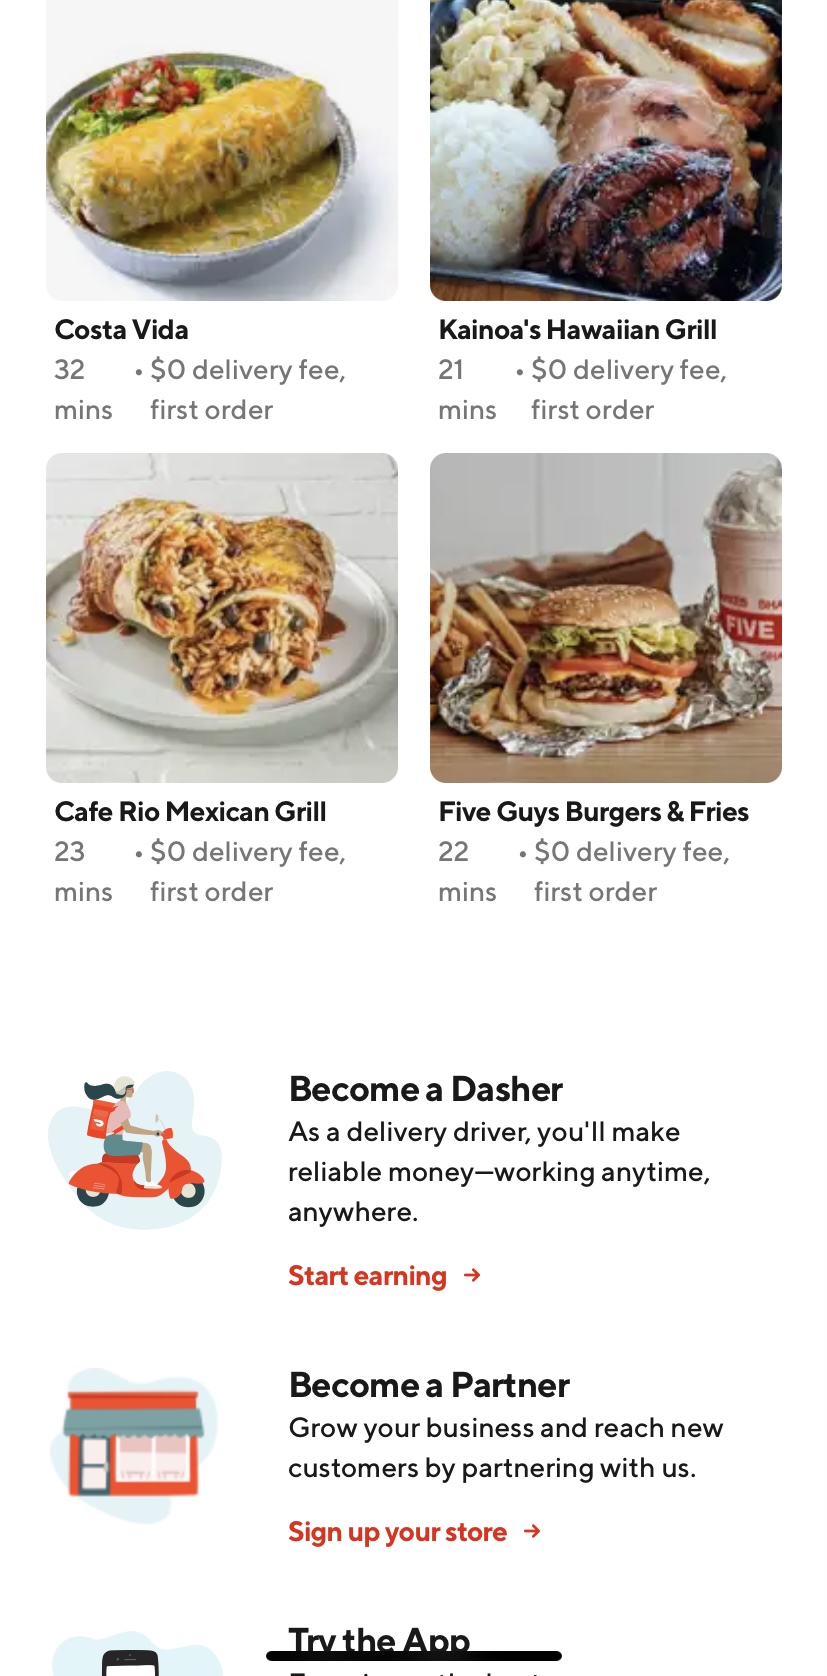 Costa Vida
32 mins • $0 delivery fee, first order
Kainoa's Hawaiian Grill
21 mins • $0 delivery fee, first order
FIVE
Cafe Rio Mexican Grill
23 mins • $0 delivery fee, first order
Five Guys Burgers & Fries
22 mins • $0 delivery fee, first order
Become a Dasher
As a delivery driver, you'll make
reliable money—working anytime,
anywhere.
Start earning →
Become a Partner
Grow your business and reach new
customers by partnering with us.
Sign up your store →
Try the App